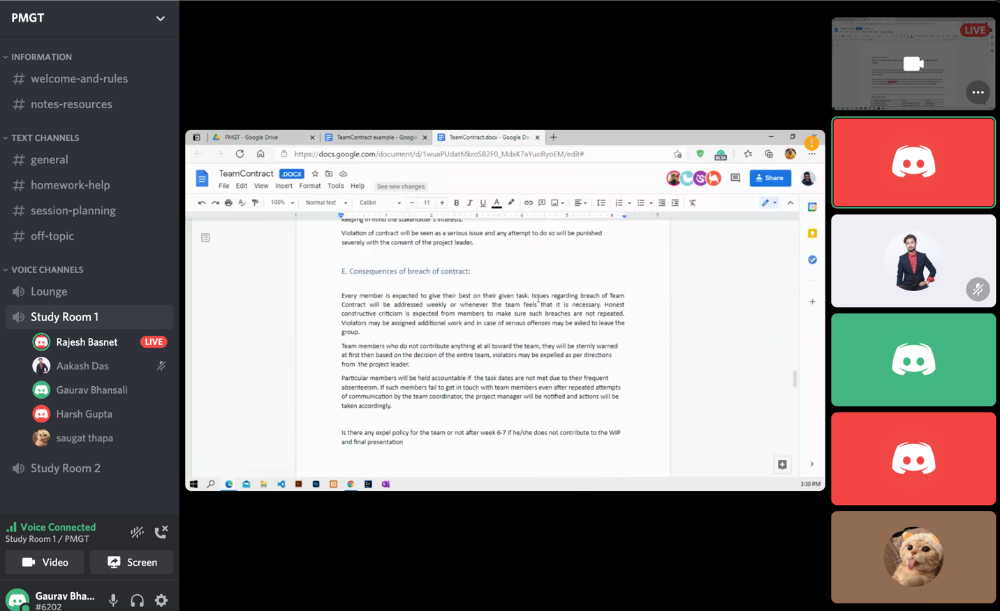 PMGT
INFORMATION
# welcome-and-rules
# notes-resources
TEXT CHANNELS
# general
# homework-help
# session-planning
# off-topic
VOICE CHANNELS
Lounge
Study Room 1
Rajesh Basnet LIVE
Aakash Das
Gaurav Bhansali
Harsh Gupta
saugat thapa
Study Room 2
Voice Connected
Study Room 1 / PMGT
Video Screen
Gaurav Bha...
#6202
PMGT - Google Drive TeamContract example - Google TeamContract.docx - Google Do
https://docs.google.com/document/d/1wuaPUdatMkroSB2F0_MdxK7aYuoRyoEM/edit#
BETA
TeamContract .DOCX
File Edit View Insert Format Tools Help See new changes
Share
100% Normal text Calibri 11 B I U A
keeping in mind the stakeholder's interests.
Violation of contract will be seen as a serious issue and any attempt to do so will be punished
severely with the consent of the project leader.
E. Consequences of breach of contract:
Every member is expected to give their best on their given task. Issues regarding breach of Team
Contract will be addressed weekly or whenever the team feels that it is necessary. Honest
constructive criticism is expected from members to make sure such breaches are not repeated.
Violators may be assigned additional work and in case of serious offenses may be asked to leave the
group.
Team members who do not contribute anything at all toward the team, they will be sternly warned
at first then based on the decision of the entire team, violators may be expelled as per directions
from the project leader.
Particular members will be held accountable if the task dates are not met due to their frequent
absenteeism. If such members fail to get in touch with team members even after repeated attempts
of communication by the team coordinator, the project manager will be notified and actions will be
taken accordingly.
Is there any expel policy for the team or not after week 6-7 if he/she does not contribute to the WIP
and final presentation
3:30 PM
LIVE